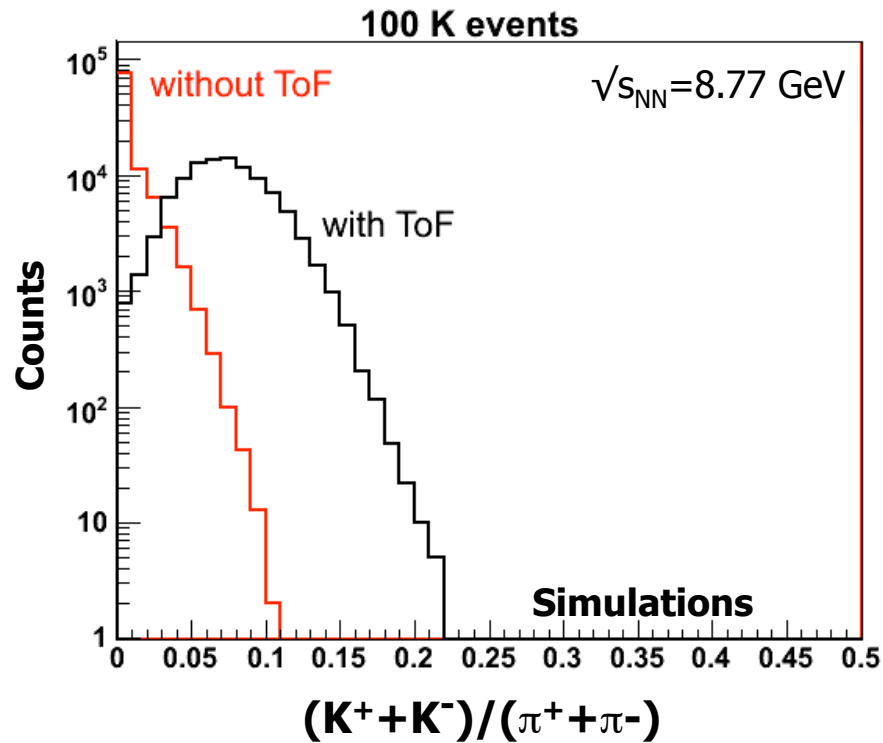 100 K events
10⁵
without ToF
√sNN=8.77 GeV
10⁴
with ToF
10³
Counts
10²
10
Simulations
1
0 0.05 0.1 0.15 0.2 0.25 0.3 0.35 0.4 0.45 0.5
(K⁺+K⁻)/(π⁺+π-)